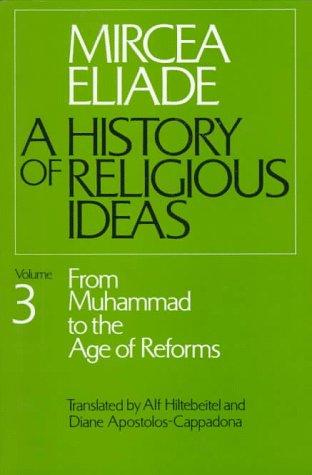 MIRCEA
ELIADE
A HISTORY
OF RELIGIOUS
IDEAS
Volume
3
From
Muhammad
to the
Age of Reforms
Translated by Alf Hiltebeitel and
Diane Apostolos-Cappadona